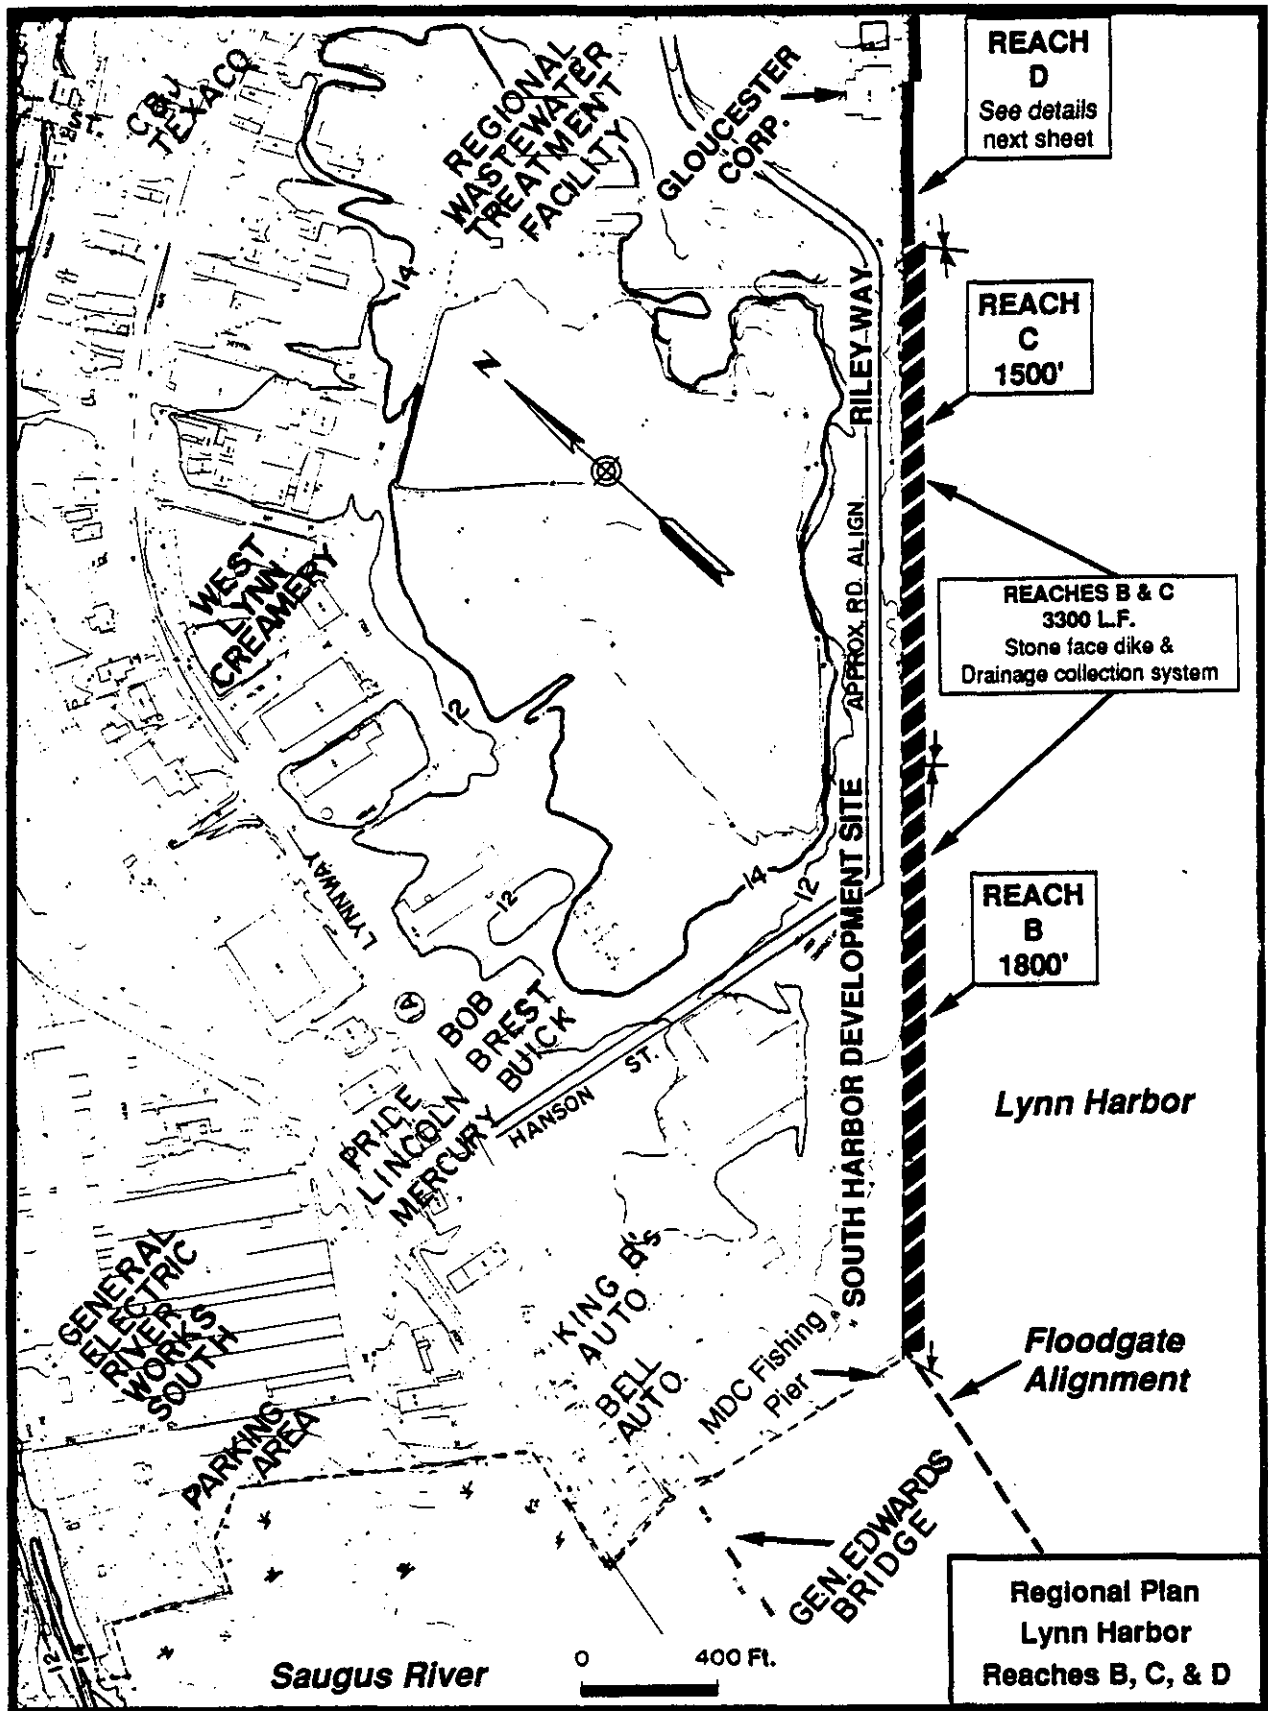 REACH
D
See details
next sheet
C & J
TEXACO
REGIONAL
WASTEWATER
TREATMENT
FACILITY
GLOUCESTER
CORP.
14
RILEY WAY
REACH
C
1500'
N
APPROX. RD. ALIGN.
REACHES B & C
3300 L.F.
Stone face dike &
Drainage collection system
WEST
LYNN
CREAMERY
12
SOUTH HARBOR DEVELOPMENT SITE
LYNNWAY
14
12
12
REACH
B
1800'
1A
BOB
BREST
BUICK
HANSON ST.
PRIDE
LINCOLN
MERCURY
Lynn Harbor
GENERAL
ELECTRIC
RIVER
WORKS
SOUTH
KING B's
AUTO
BELL
AUTO
MDC Fishing
Pier
Floodgate
Alignment
PARKING
AREA
GEN. EDWARDS
BRIDGE
12
14
Saugus River
0 400 Ft.
Regional Plan
Lynn Harbor
Reaches B, C, & D